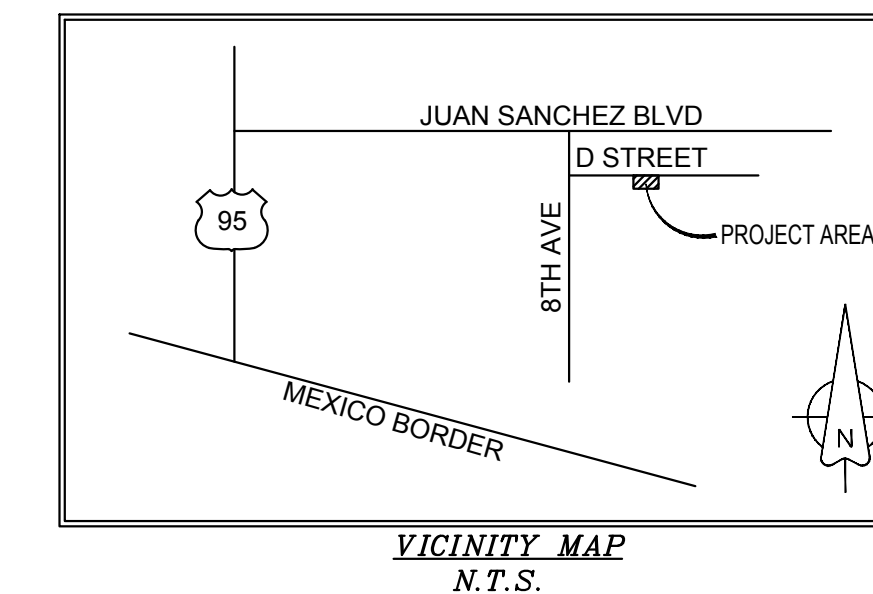 JUAN SANCHEZ BLVD
D STREET
95
8TH AVE
PROJECT AREA
MEXICO BORDER
N
VICINITY MAP
N.T.S.